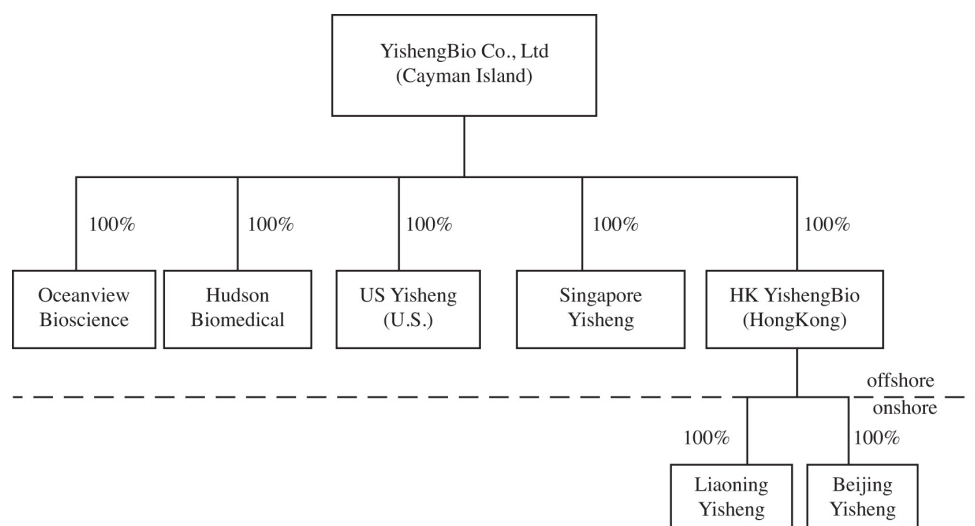 YishengBio Co., Ltd
(Cayman Island)
100%
100%
100%
100%
100%
Oceanview
Bioscience
Hudson
Biomedical
US Yisheng
(U.S.)
Singapore
Yisheng
HK YishengBio
(HongKong)
offshore
onshore
100%
100%
Liaoning
Yisheng
Beijing
Yisheng